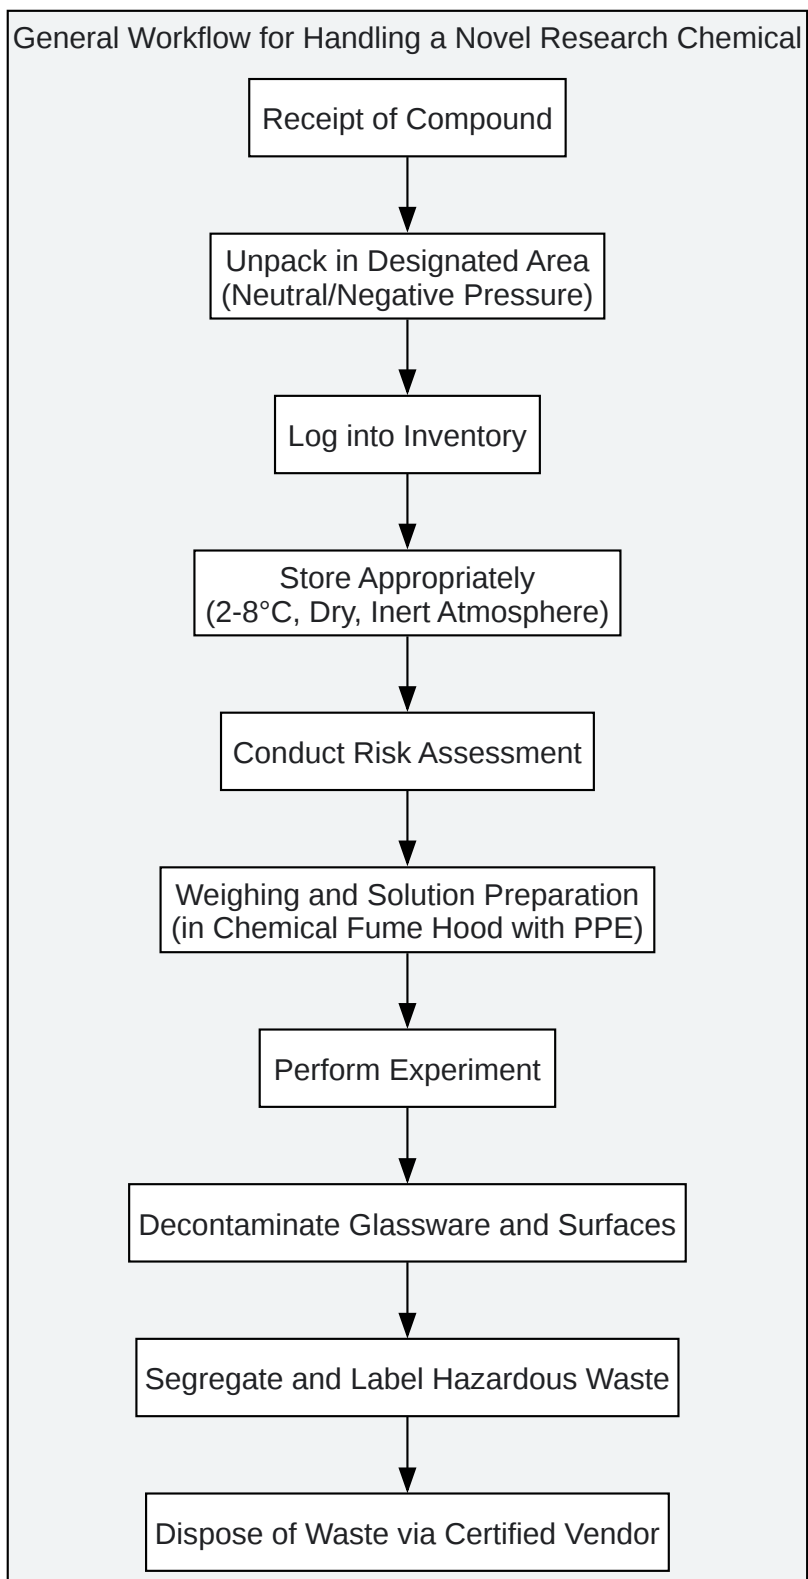 General Workflow for Handling a Novel Research Chemical
Receipt of Compound
Unpack in Designated Area
(Neutral/Negative Pressure)
Log into Inventory
Store Appropriately
(2-8°C, Dry, Inert Atmosphere)
Conduct Risk Assessment
Weighing and Solution Preparation
(in Chemical Fume Hood with PPE)
Perform Experiment
Decontaminate Glassware and Surfaces
Segregate and Label Hazardous Waste
Dispose of Waste via Certified Vendor